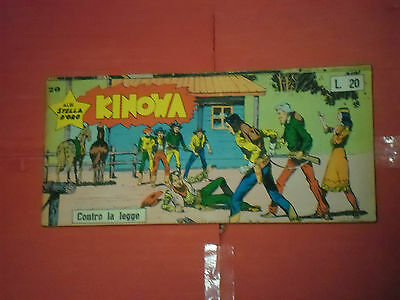 20
ALBI
STELLA
D'ORO
KINOWA
L. 20
Contro la legge